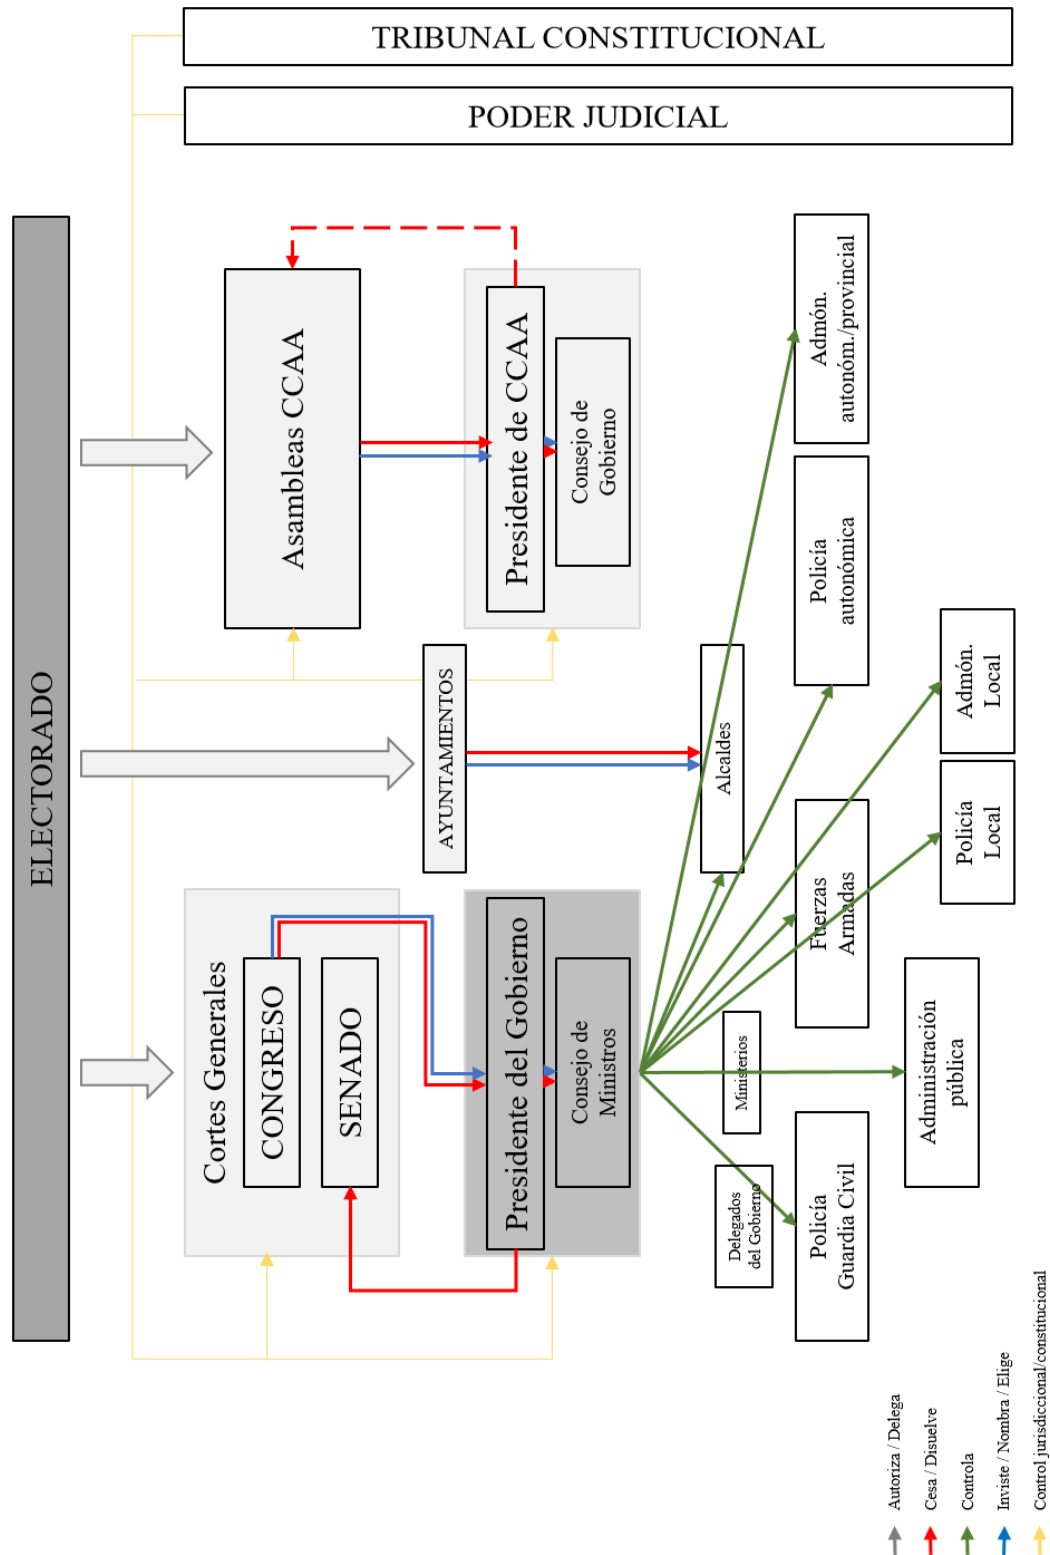 TRIBUNAL CONSTITUCIONAL
PODER JUDICIAL
ELECTORADO
Cortes Generales
CONGRESO
SENADO
Presidente del Gobierno
Consejo de
Ministros
AYUNTAMIENTOS
Alcaldes
Asambleas CCAA
Presidente de CCAA
Consejo de
Gobierno
Delegados
del Gobierno
Ministerios
Policía
Guardia Civil
Administración
pública
Fuerzas
Armadas
Policía
Local
Admón.
Local
Policía
autonómica
Admón.
autonóm./provincial
Autoriza / Delega
Cesa / Disuelve
Controla
Inviste / Nombra / Elige
Control jurisdiccional/constitucional